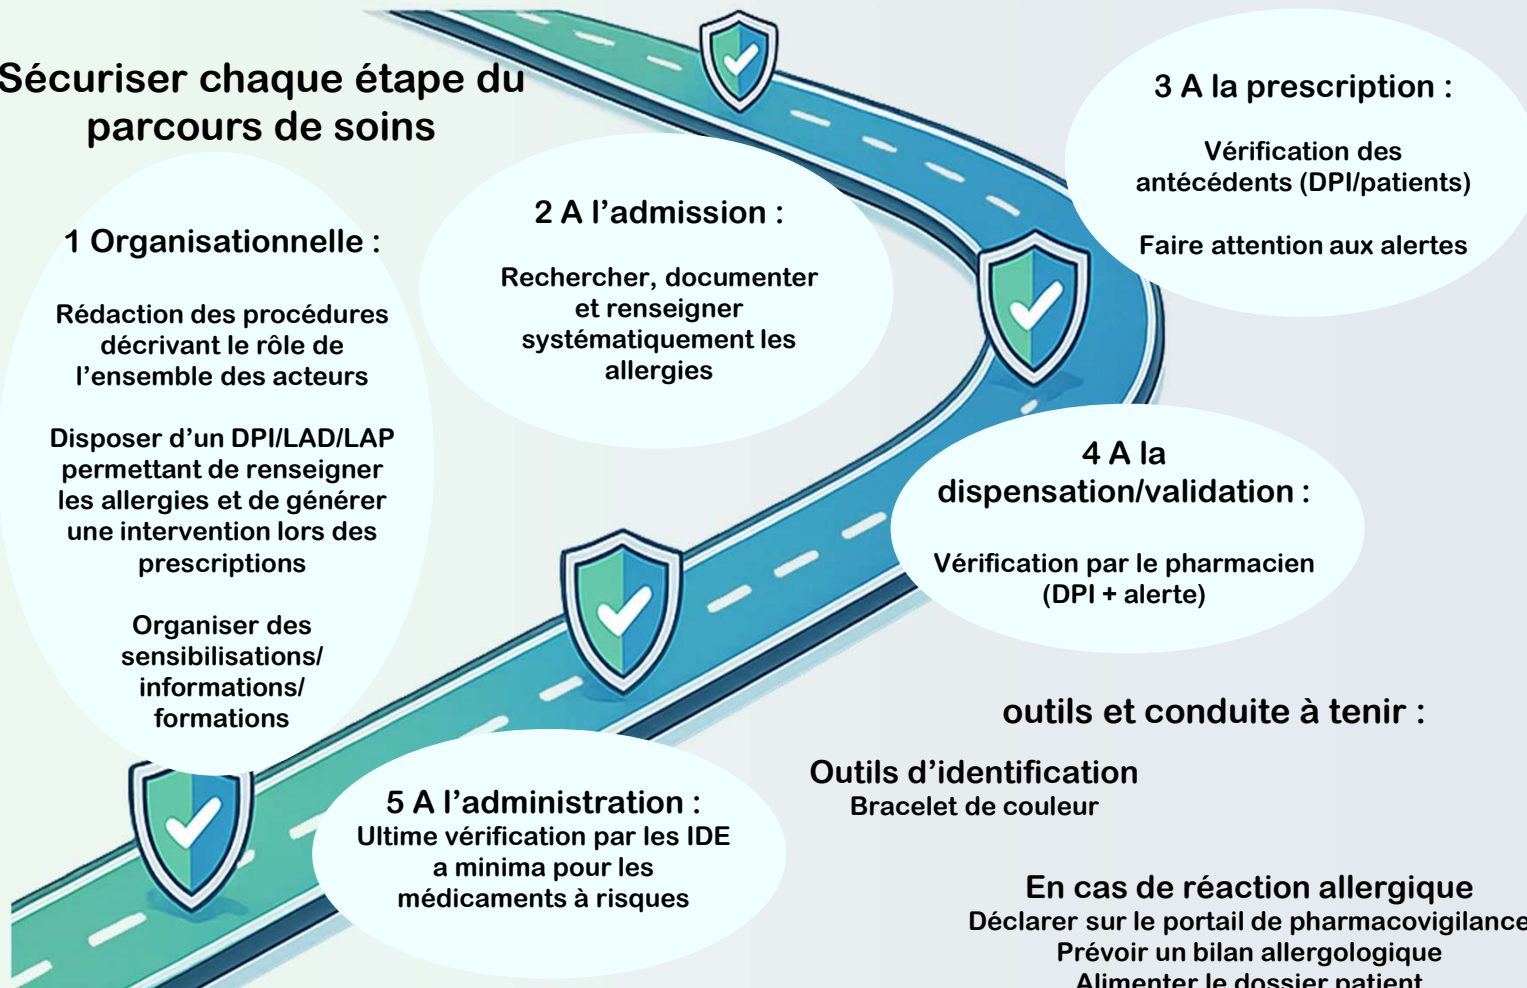 Sécuriser chaque étape du
parcours de soins
1 Organisationnelle :
Rédaction des procédures
décrivant le rôle de
l’ensemble des acteurs
Disposer d’un DPI/LAD/LAP
permettant de renseigner
les allergies et de générer
une intervention lors des
prescriptions
Organiser des
sensibilisations/
informations/
formations
2 A l’admission :
Rechercher, documenter
et renseigner
systématiquement les
allergies
3 A la prescription :
Vérification des
antécédents (DPI/patients)
Faire attention aux alertes
4 A la
dispensation/validation :
Vérification par le pharmacien
(DPI + alerte)
5 A l’administration :
Ultime vérification par les IDE
a minima pour les
médicaments à risques
outils et conduite à tenir :
Outils d’identification
Bracelet de couleur
En cas de réaction allergique
Déclarer sur le portail de pharmacovigilance
Prévoir un bilan allergologique
Alimenter le dossier patient